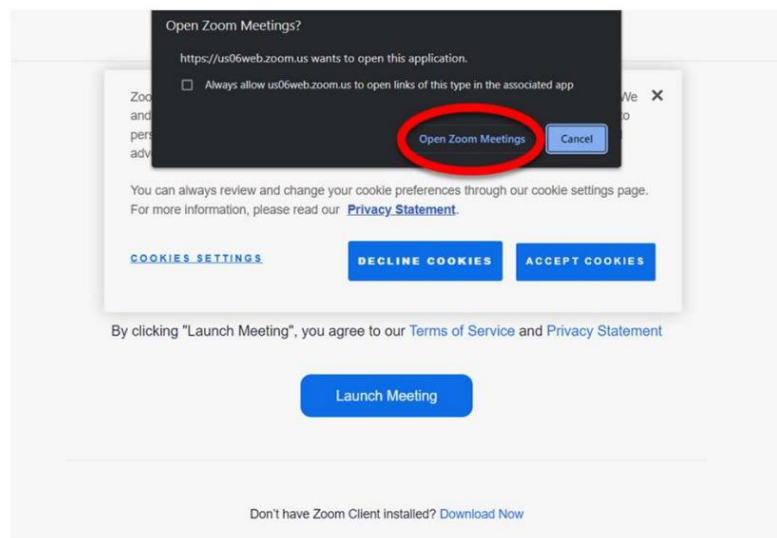 Open Zoom Meetings?
https://us06web.zoom.us wants to open this application.
Always allow us06web.zoom.us to open links of this type in the associated app
Open Zoom Meetings
Cancel
Zoo We
and to
pers
adv
You can always review and change your cookie preferences through our cookie settings page.
For more information, please read our Privacy Statement.
COOKIES SETTINGS
DECLINE COOKIES
ACCEPT COOKIES
By clicking "Launch Meeting", you agree to our Terms of Service and Privacy Statement
Launch Meeting
Don't have Zoom Client installed? Download Now